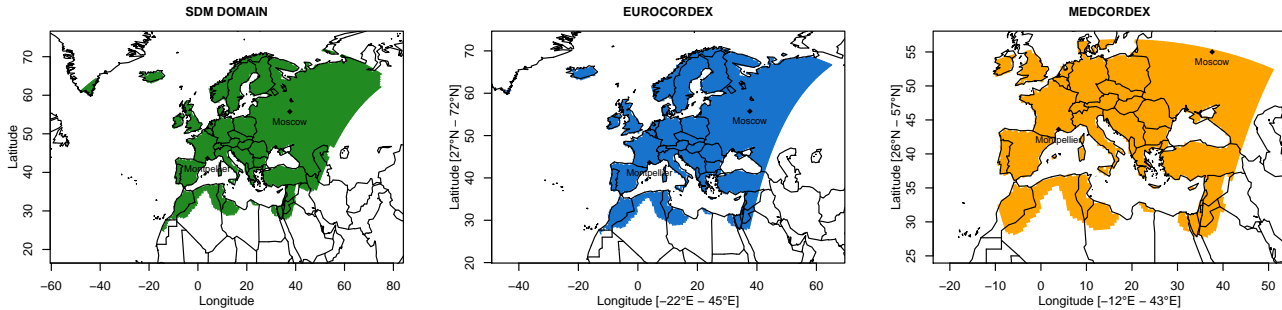 SDM DOMAIN
Latitude
70
60
50
40
30
20
Moscow
Montpellier
−60 −40 −20 0 20 40 60 80
Longitude
EUROCORDEX
Latitude [27°N − 72°N]
70
60
50
40
30
20
Moscow
Montpellier
−40 −20 0 20 40 60
Longitude [−22°E − 45°E]
MEDCORDEX
Latitude [26°N − 57°N]
55
50
45
40
35
30
25
Moscow
Montpellier
−20 −10 0 10 20 30 40 50
Longitude [−12°E − 43°E]